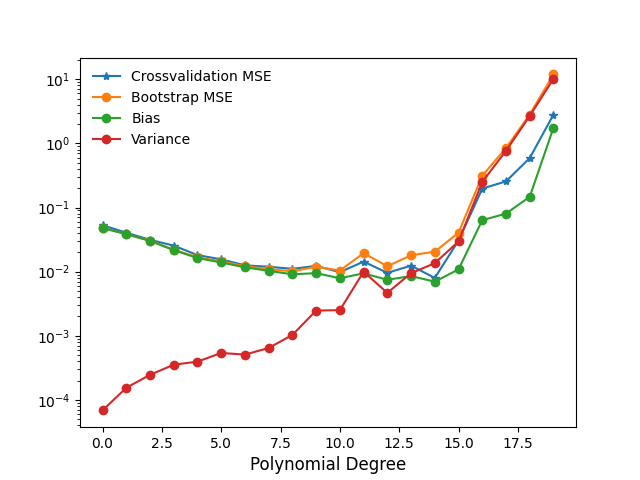 Crossvalidation MSE
Bootstrap MSE
Bias
Variance
10¹
10⁰
10⁻¹
10⁻²
10⁻³
10⁻⁴
0.0 2.5 5.0 7.5 10.0 12.5 15.0 17.5
Polynomial Degree